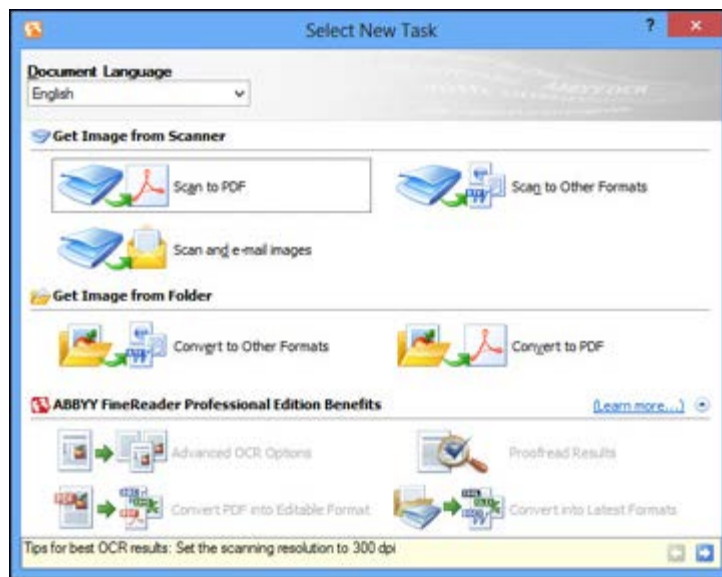 Select New Task
?
Document Language
English
Get Image from Scanner
Scan to PDF
Scan to Other Formats
Scan and e-mail images
Get Image from Folder
Convert to Other Formats
Convert to PDF
ABBYY FineReader Professional Edition Benefits
(Learn more...)
Advanced OCR Options
Proofread Results
Convert PDF into Editable Format
Convert into Latest Formats
Tips for best OCR results: Set the scanning resolution to 300 dpi